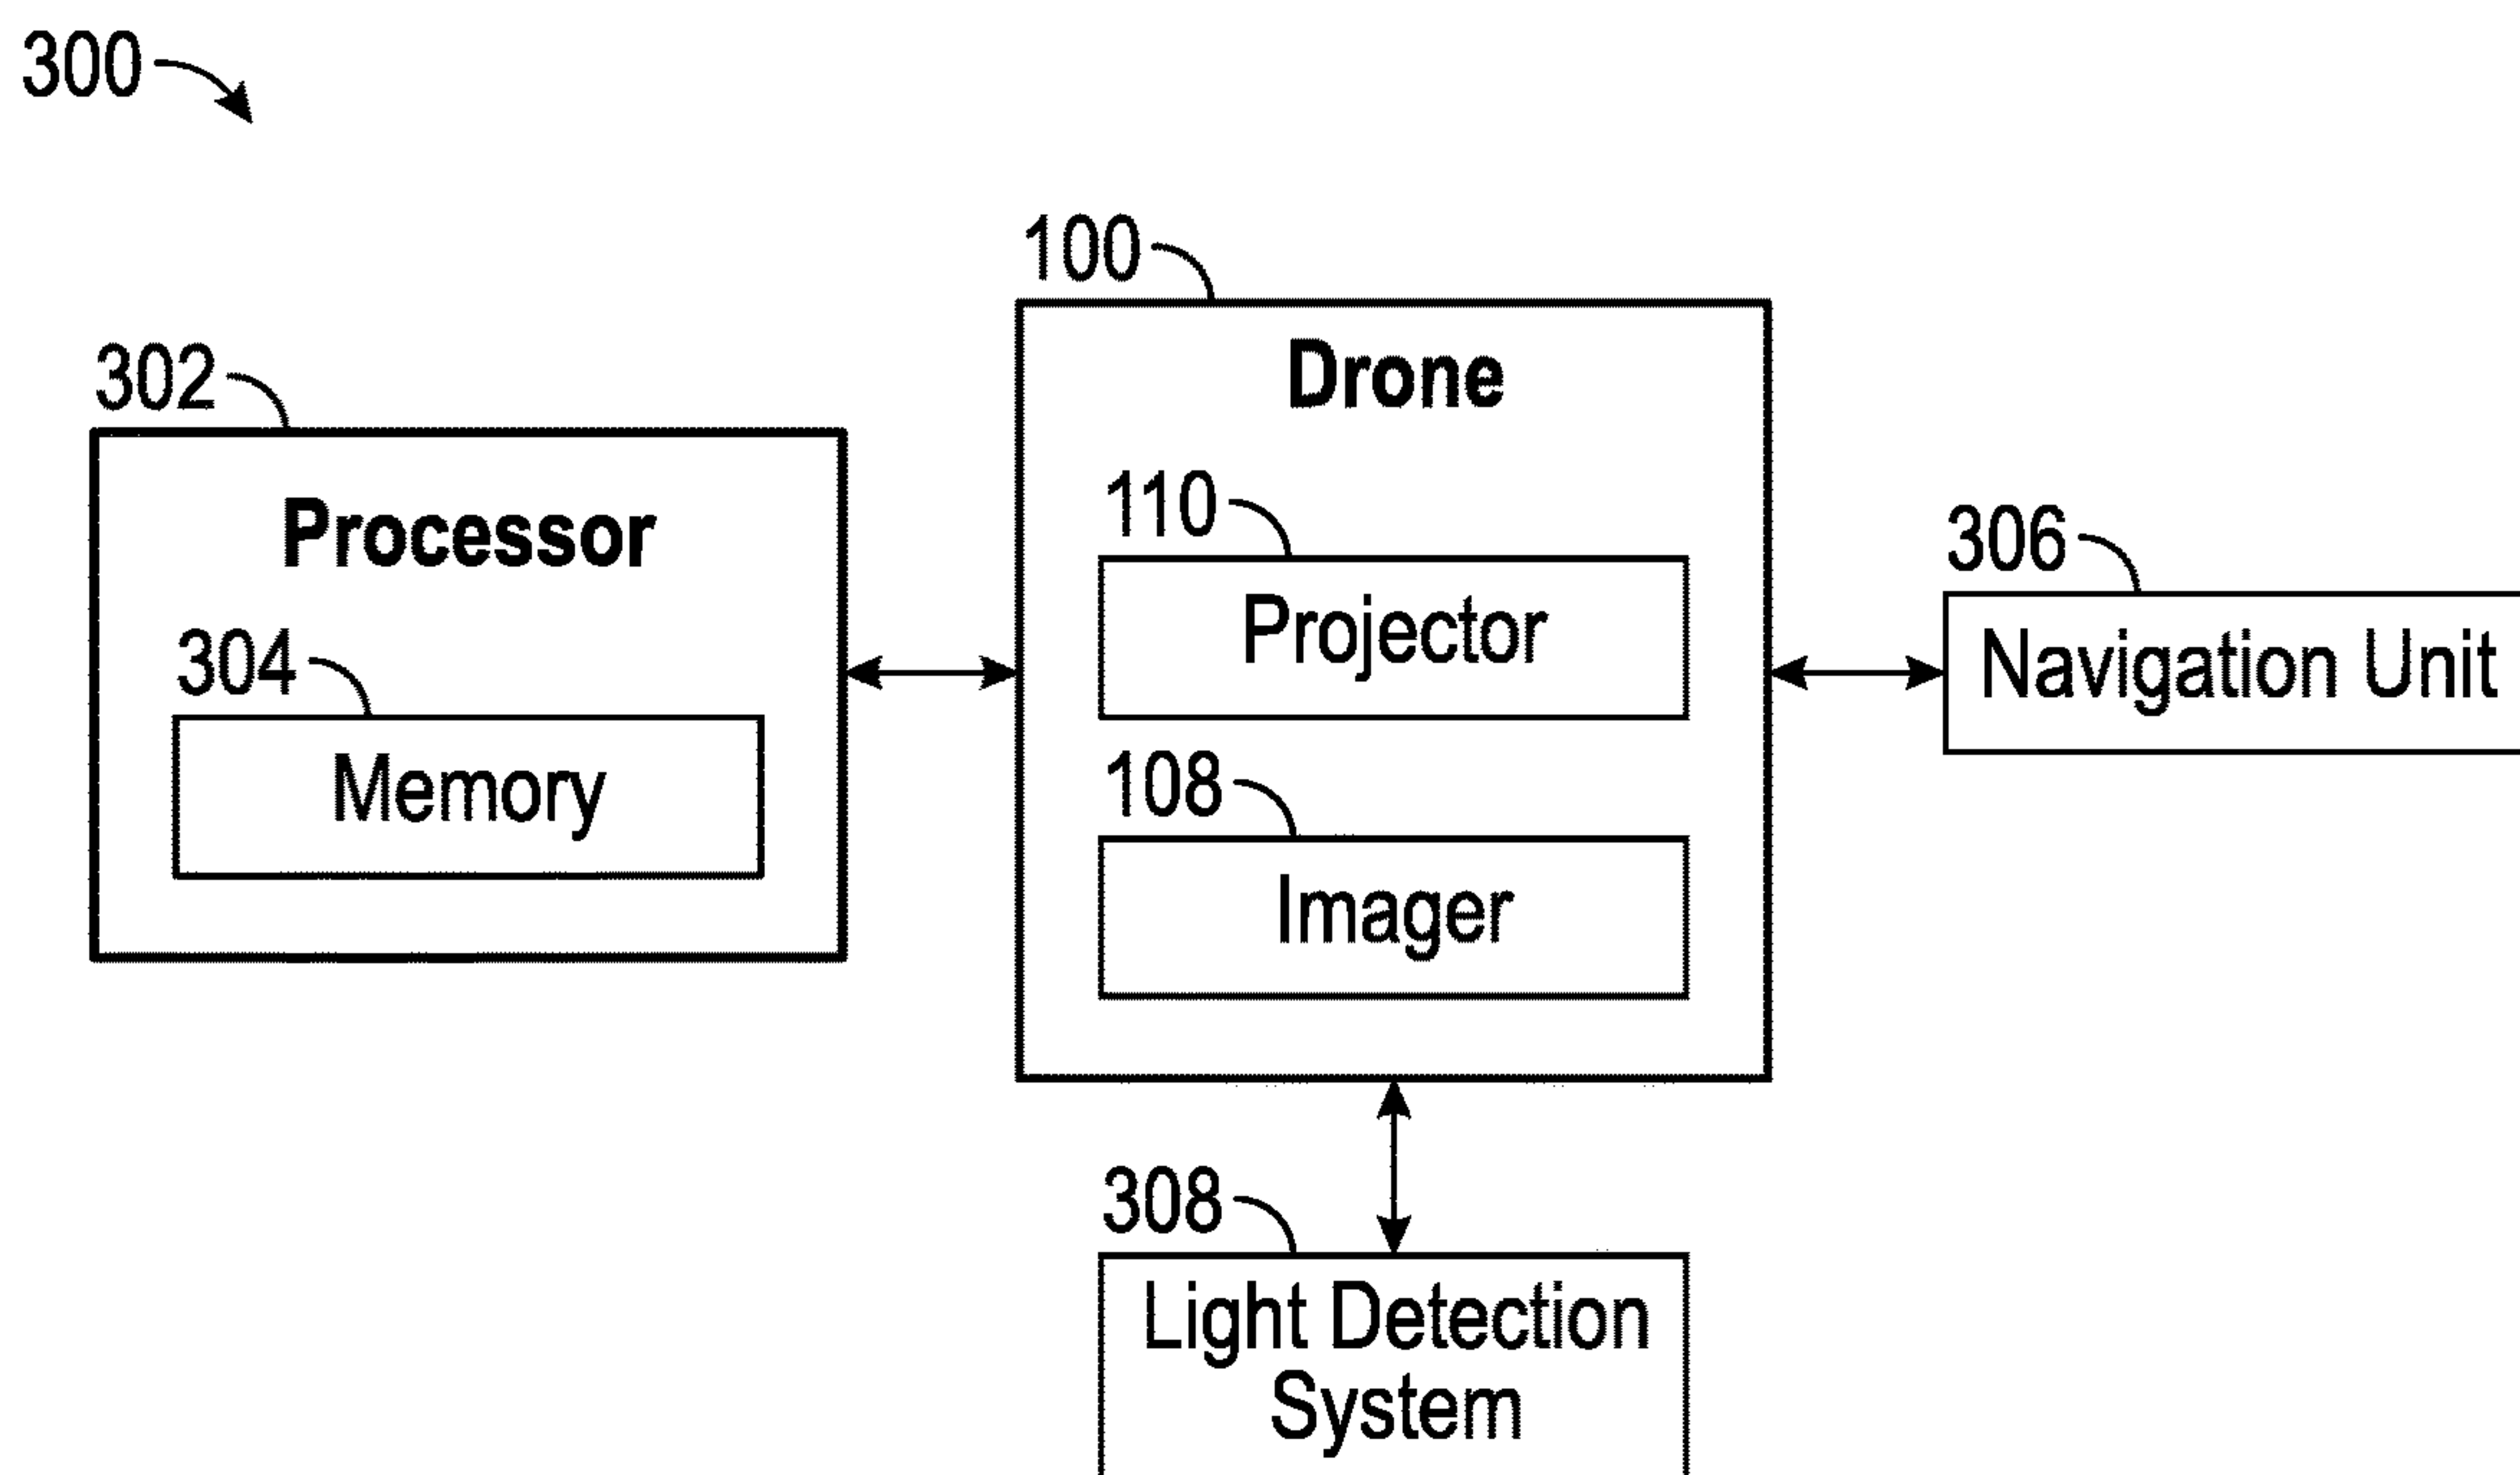 300
100
Drone
302
Processor
110
Projector
306
Navigation Unit
304
Memory
108
Imager
308
Light Detection
System